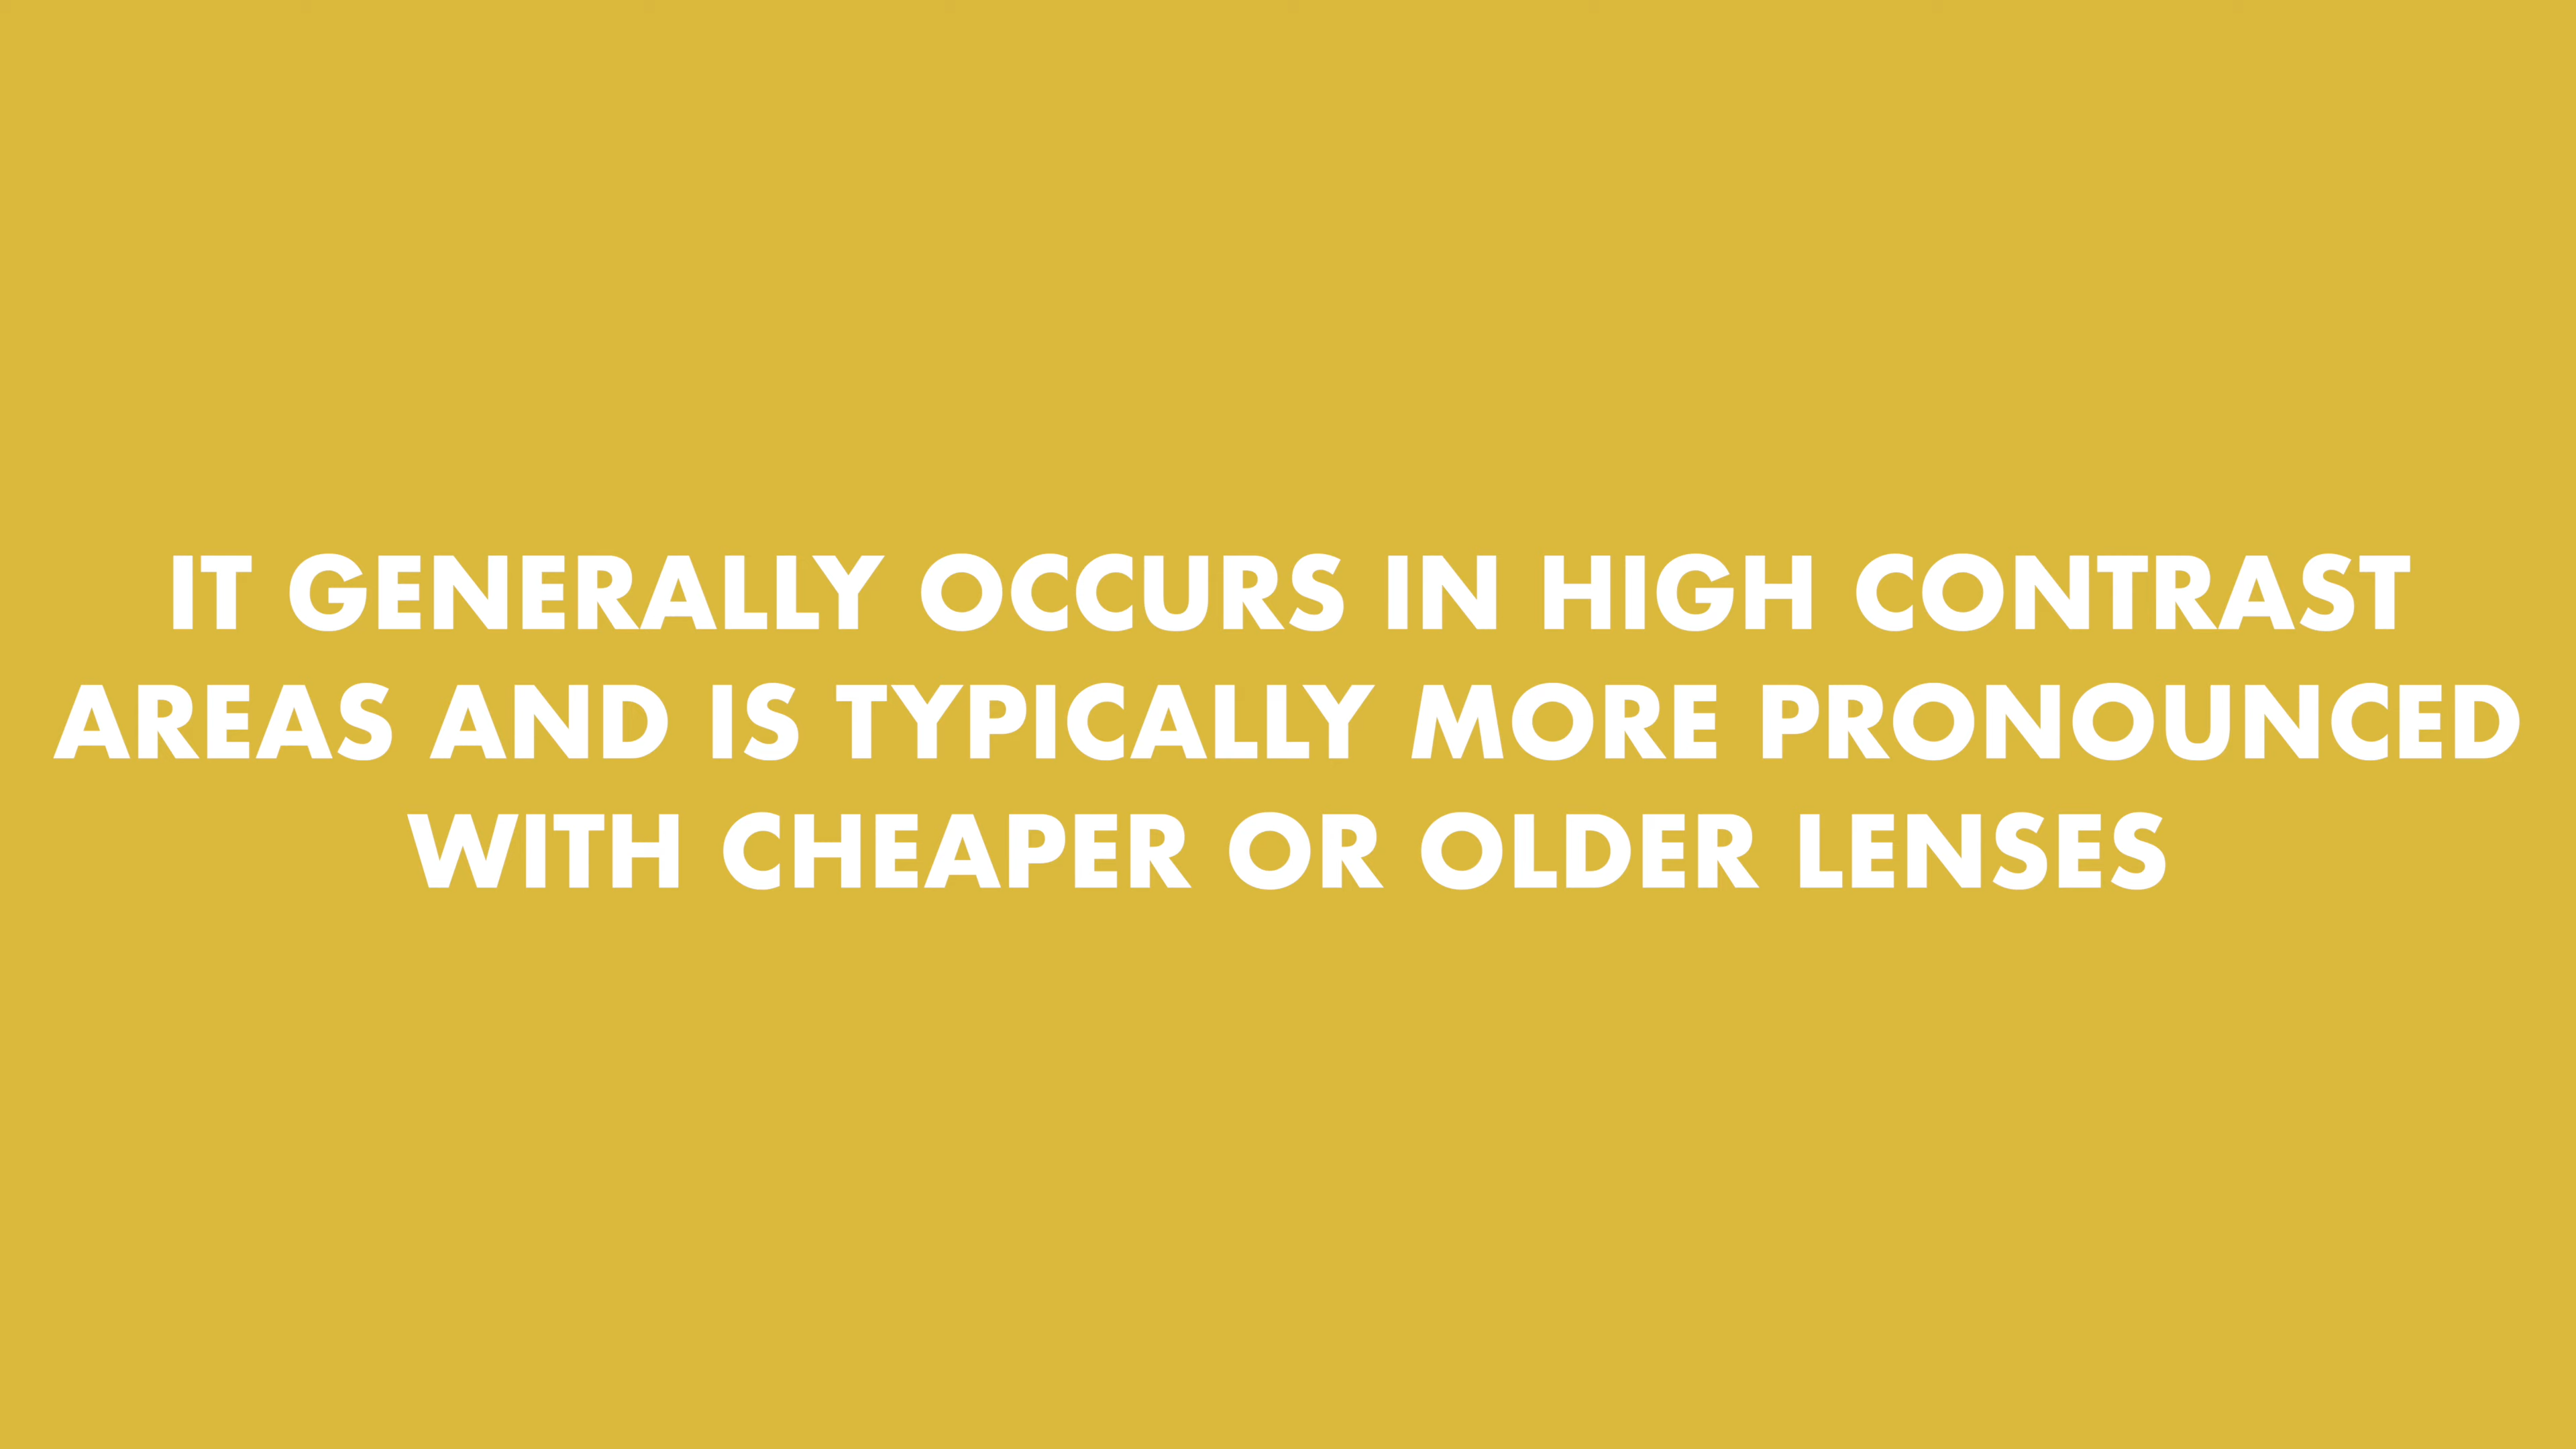 IT GENERALLY OCCURS IN HIGH CONTRAST
AREAS AND IS TYPICALLY MORE PRONOUNCED
WITH CHEAPER OR OLDER LENSES